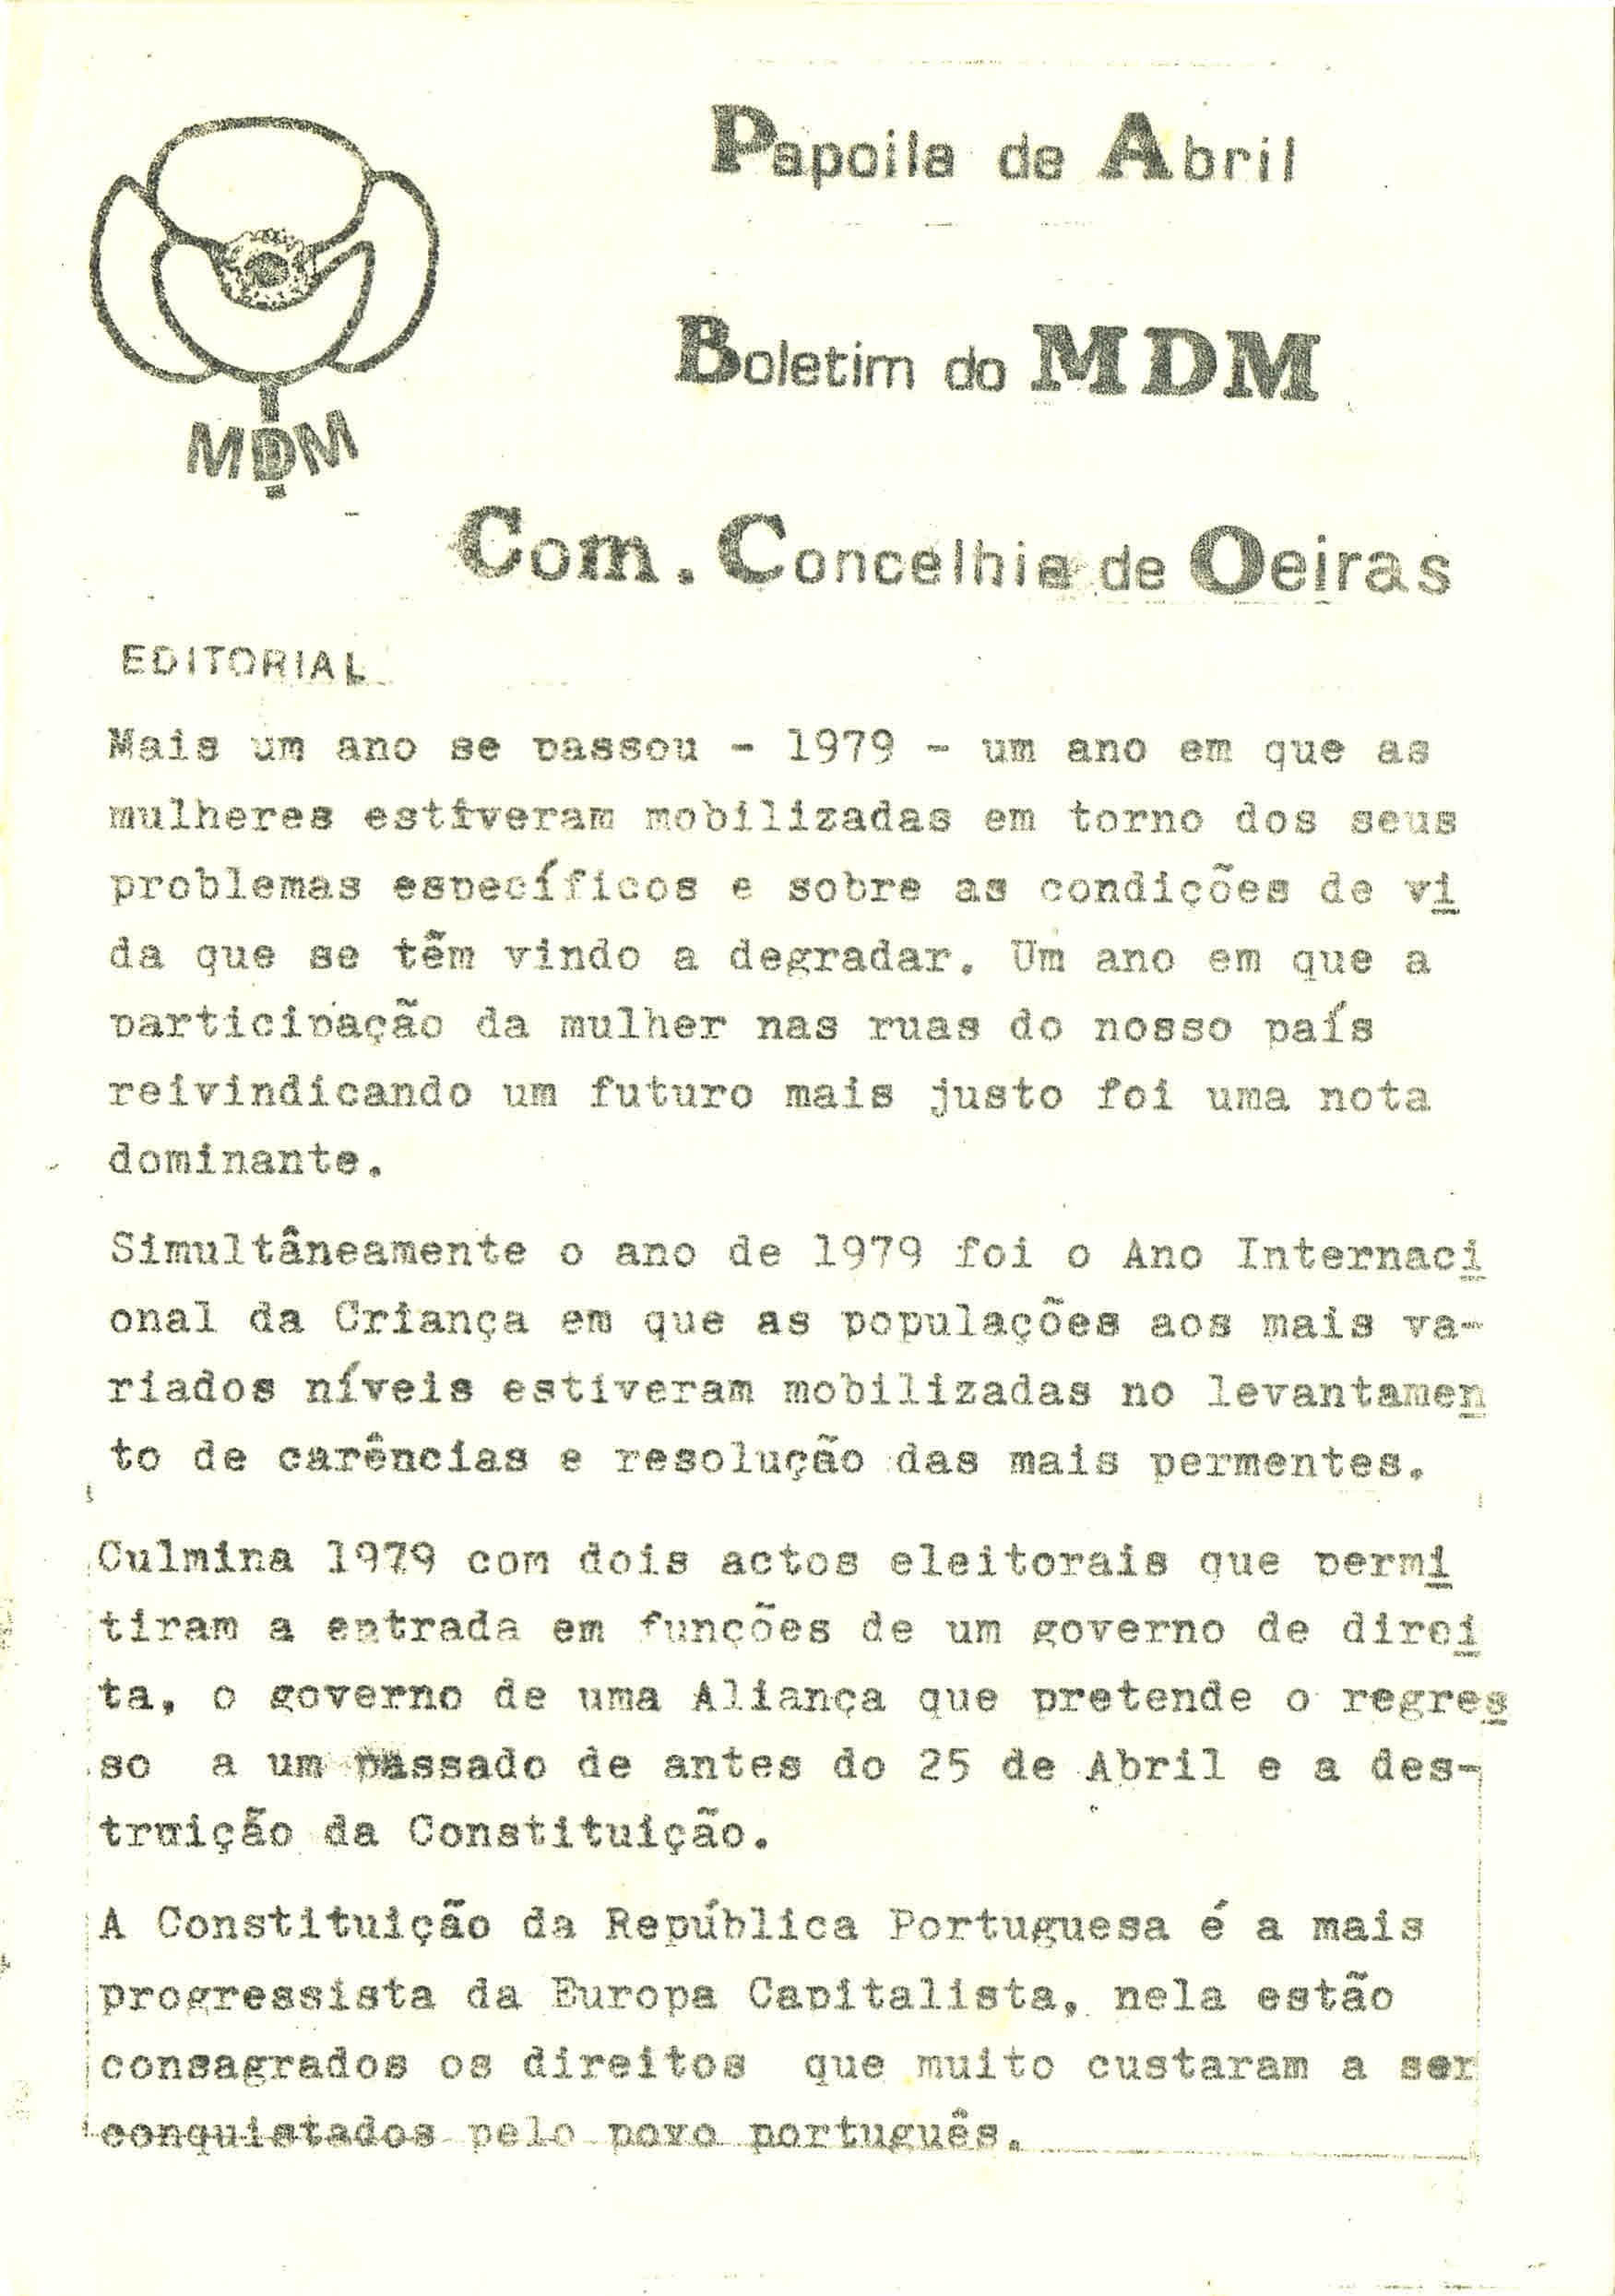 Papoila de Abril
Boletim do MDM
MDM
Com. Concelhia de Oeiras
EDITORIAL
Mais um ano se passou - 1979 - um ano em que as
mulheres estiveram mobilizadas em torno dos seus
problemas específicos e sobre as condições de vi
da que se têm vindo a degradar. Um ano em que a
participação da mulher nas ruas do nosso país
reivindicando um futuro mais justo foi uma nota
dominante.
Simultâneamente o ano de 1979 foi o Ano Internaci
onal da Criança em que as populações aos mais va-
riados níveis estiveram mobilizadas no levantamen
to de carências e resolução das mais permentes.
Culmina 1979 com dois actos eleitorais que permi
tiram a entrada em funções de um governo de direi
ta, o governo de uma Aliança que pretende o regres
so a um passado de antes do 25 de Abril e a des-
truição da Constituição.
A Constituição da República Portuguesa é a mais
progressista da Europa Capitalista, nela estão
consagrados os direitos que muito custaram a ser
conquistados pelo povo português.